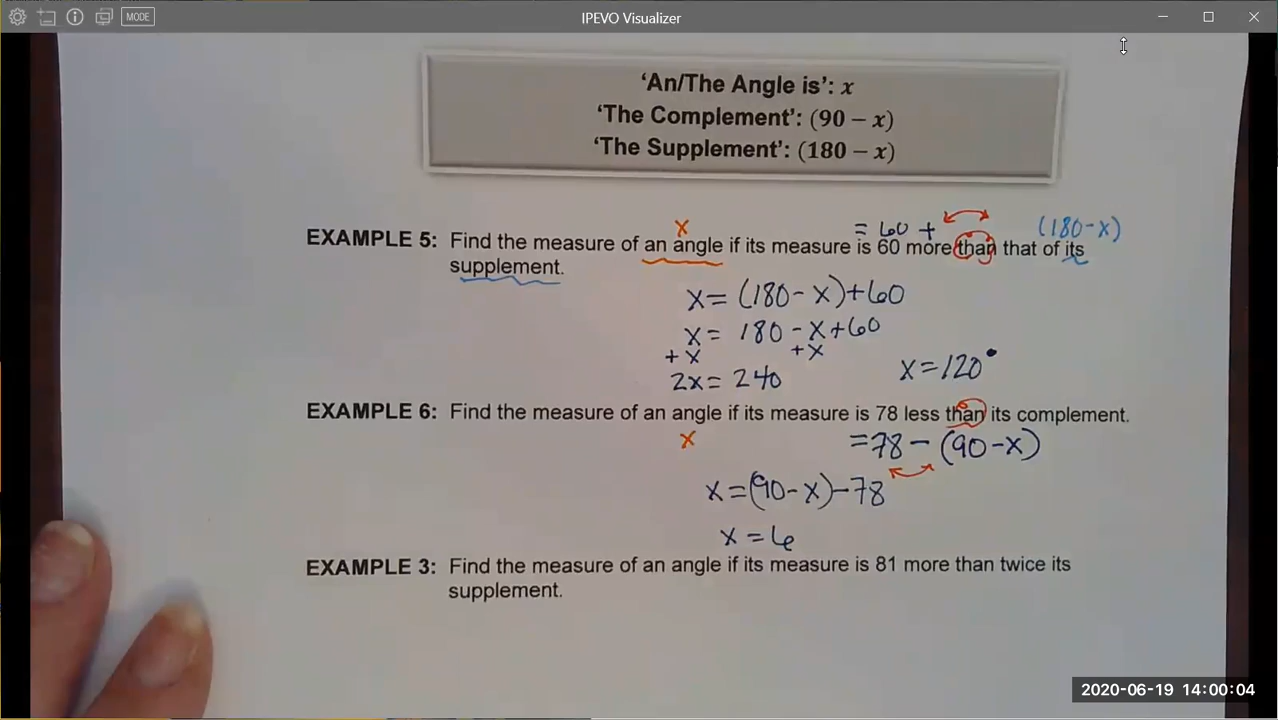 IPEVO Visualizer
MODE
‘An/The Angle is’: x
‘The Complement’: (90 − x)
‘The Supplement’: (180 − x)
x
= 60 +
(180-x)
EXAMPLE 5: Find the measure of an angle if its measure is 60 more than that of its
supplement.
x= (180-x)+60
x= 180-x+60
+x +x
2x= 240
x=120°
EXAMPLE 6: Find the measure of an angle if its measure is 78 less than its complement.
x
=78-(90-x)
x=(90-x)-78
x=6
EXAMPLE 3: Find the measure of an angle if its measure is 81 more than twice its
supplement.
2020-06-19 14:00:04